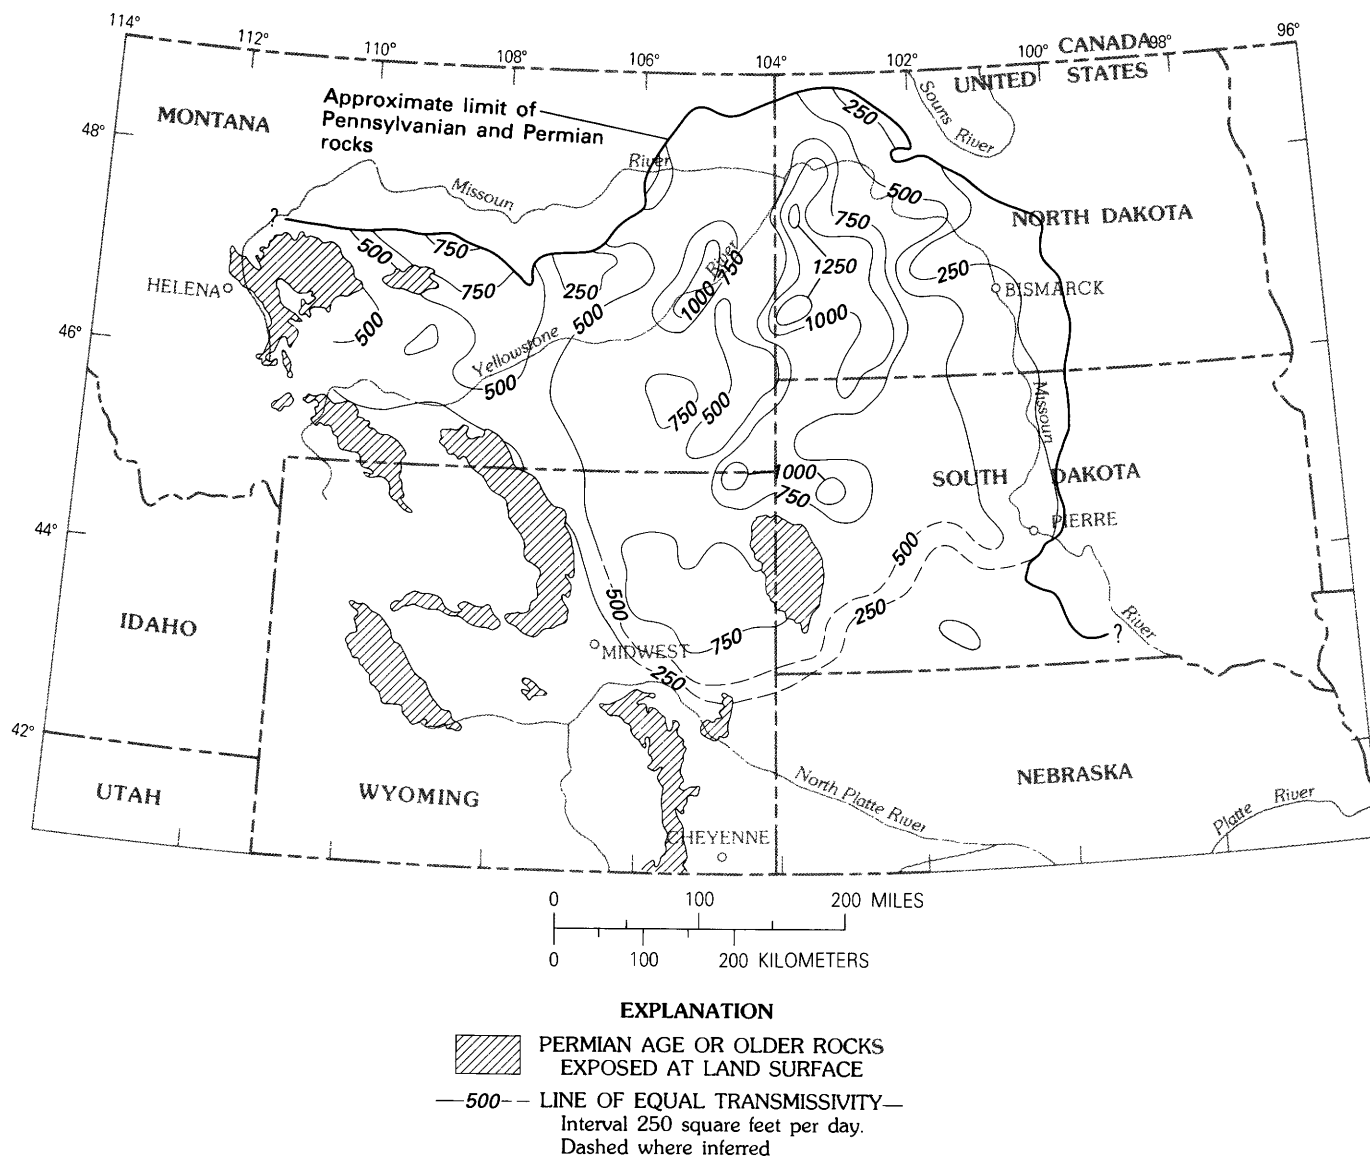 114°
112°
110°
108°
106°
104°
102°
100°
98°
96°
CANADA
UNITED STATES
Souris
River
Approximate limit of
Pennsylvanian and Permian
rocks
MONTANA
48°
250
River
Missouri
500
?
NORTH DAKOTA
750
500
750
750
River
1250
250
750
250
HELENA
1000
BISMARCK
500
500
1000
46°
Yellowstone
500
Missouri
750
500
1000
SOUTH DAKOTA
750
PIERRE
44°
500
500
250
IDAHO
River
?
750
MIDWEST
250
42°
NEBRASKA
UTAH
WYOMING
North Platte River
Platte River
CHEYENNE
0 100 200 MILES
0 100 200 KILOMETERS
EXPLANATION
PERMIAN AGE OR OLDER ROCKS
EXPOSED AT LAND SURFACE
—500-- LINE OF EQUAL TRANSMISSIVITY—
Interval 250 square feet per day.
Dashed where inferred